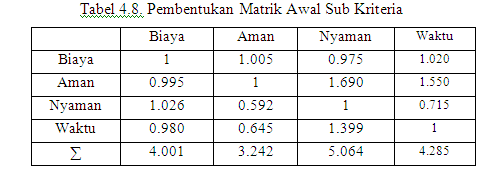 Tabel 4.8. Pembentukan Matrik Awal Sub Kriteria
Biaya Aman Nyaman Waktu
Biaya 1 1.005 0.975 1.020
Aman 0.995 1 1.690 1.550
Nyaman 1.026 0.592 1 0.715
Waktu 0.980 0.645 1.399 1
∑ 4.001 3.242 5.064 4.285